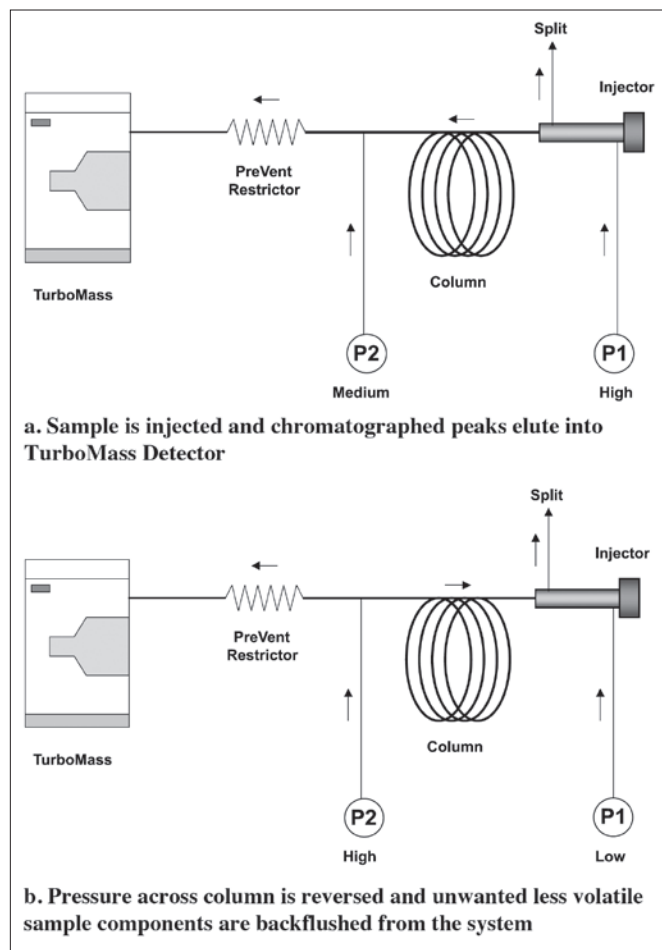 Split
Injector
PreVent
Restrictor
Column
TurboMass
P2
P1
Medium
High
a. Sample is injected and chromatographed peaks elute into
TurboMass Detector
Split
Injector
PreVent
Restrictor
Column
TurboMass
P2
P1
High
Low
b. Pressure across column is reversed and unwanted less volatile
sample components are backflushed from the system